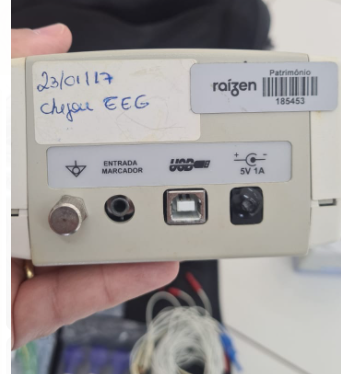 23/01/17
chegou EEG
Patrimônio
raízen
185453
ENTRADA
MARCADOR
USB
5V 1A